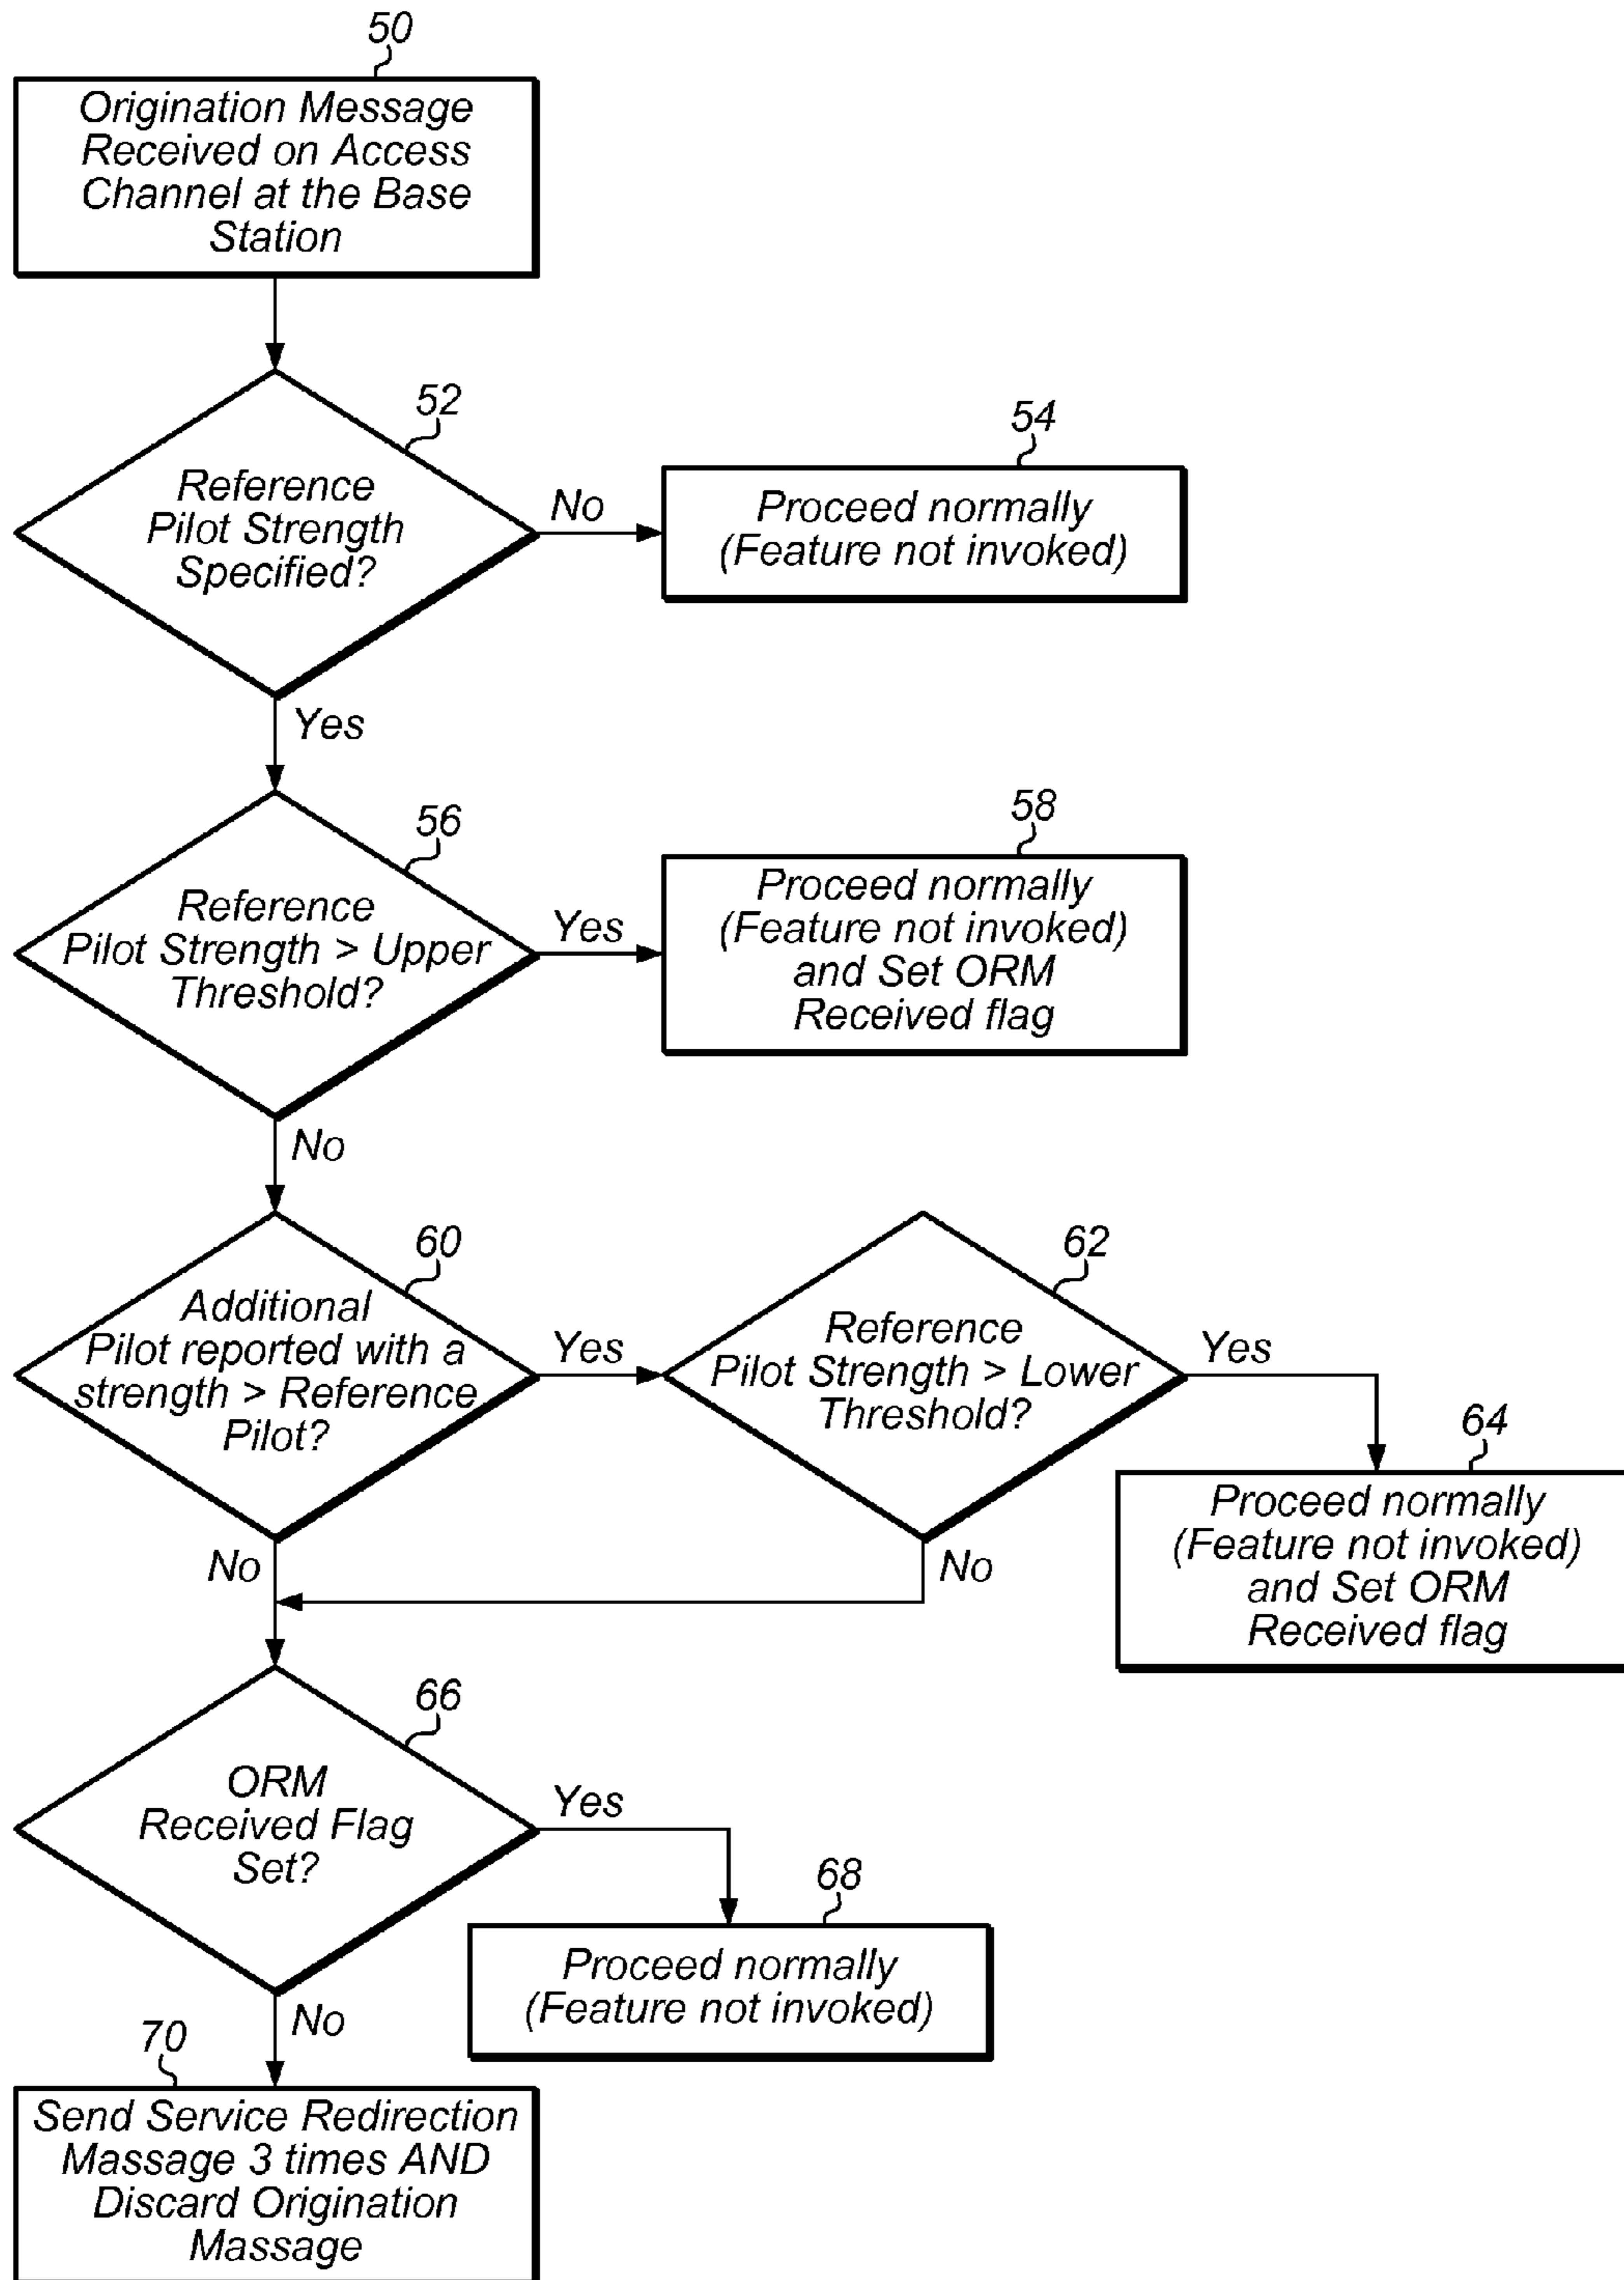 50
Origination Message
Received on Access
Channel at the Base
Station
52
Reference
Pilot Strength
Specified?
No
54
Proceed normally
(Feature not invoked)
Yes
56
Reference
Pilot Strength > Upper
Threshold?
Yes
58
Proceed normally
(Feature not invoked)
and Set ORM
Received flag
No
60
Additional
Pilot reported with a
strength > Reference
Pilot?
Yes
62
Reference
Pilot Strength > Lower
Threshold?
Yes
64
Proceed normally
(Feature not invoked)
and Set ORM
Received flag
No
No
66
ORM
Received Flag
Set?
Yes
68
Proceed normally
(Feature not invoked)
No
70
Send Service Redirection
Massage 3 times AND
Discard Origination
Massage